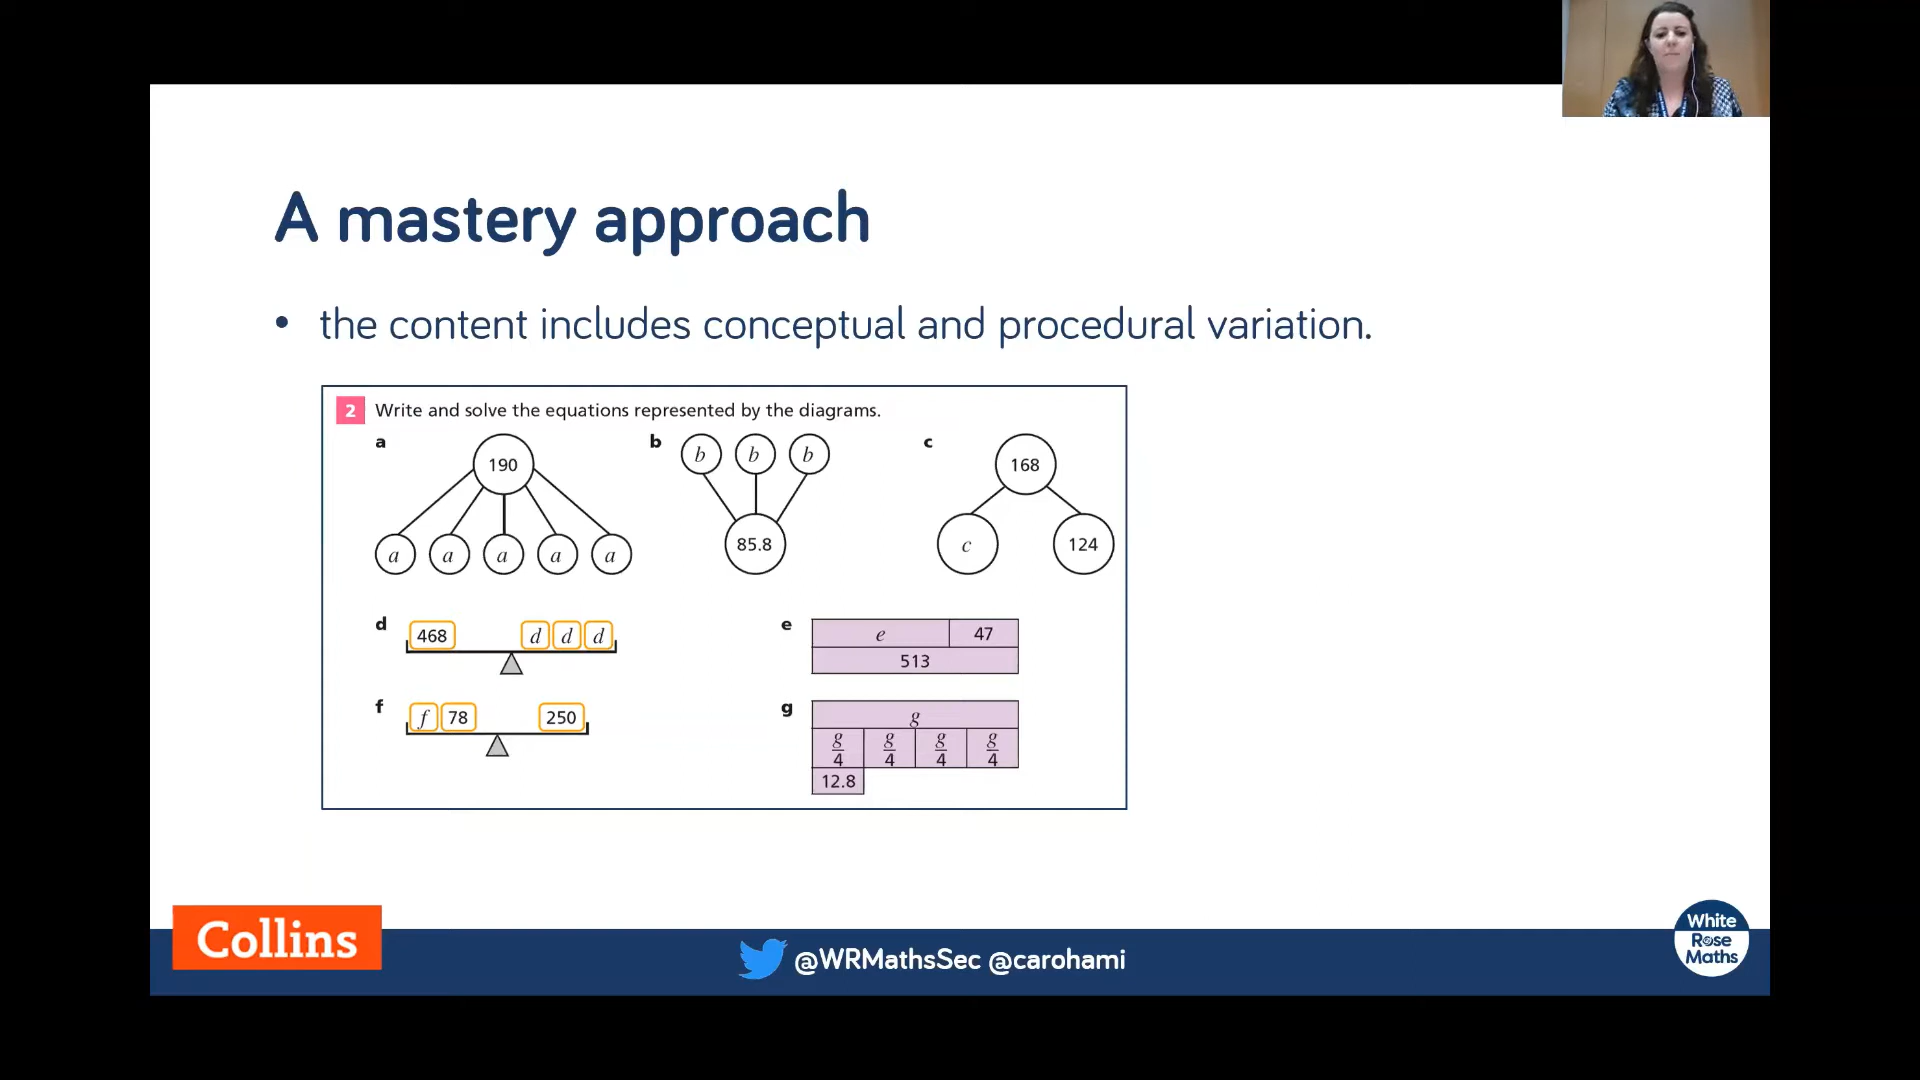 A mastery approach
• the content includes conceptual and procedural variation.
2 Write and solve the equations represented by the diagrams.
a
190
a a a a a
b
b b b
85.8
c
168
c 124
d
468 d d d
e
e 47
513
f
f 78 250
g
g
g/4 g/4 g/4 g/4
12.8
Collins
@WRMathsSec @carohami
White
Rose
Maths